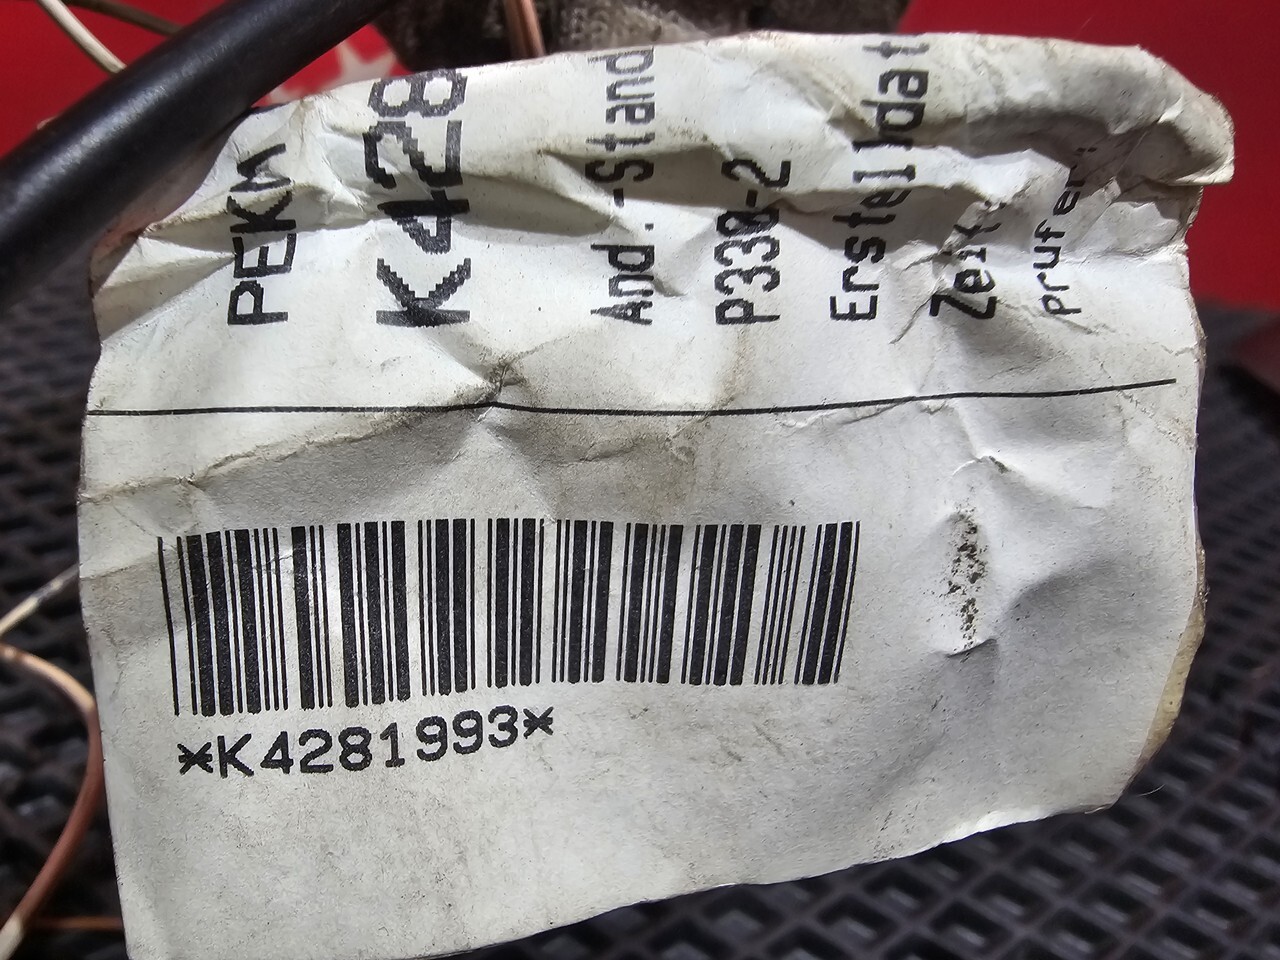 PEKM
K428
And.-Stand
P330-2
Erstelldat
Zeit
prufer:
*K4281993*